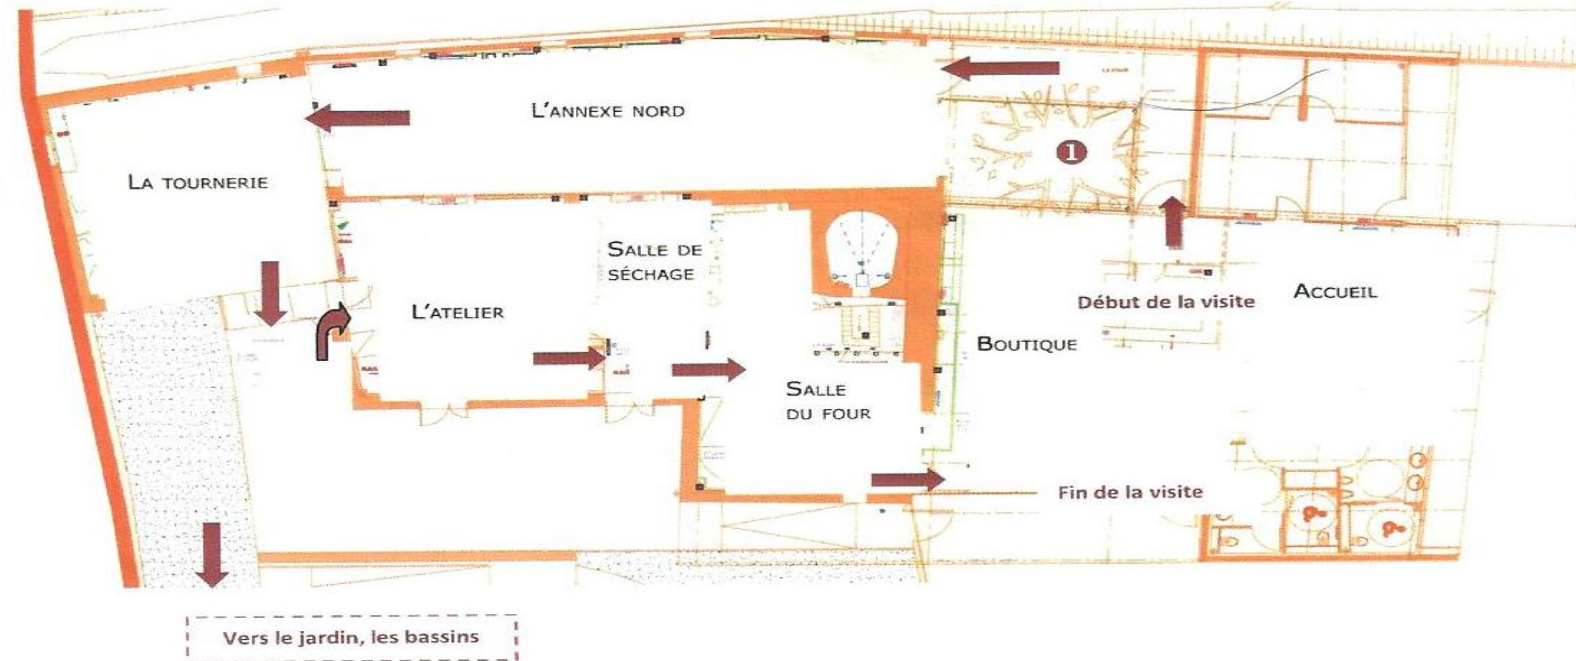 L'ANNEXE NORD
1
LA TOURNERIE
SALLE DE
SÉCHAGE
L'ATELIER
Début de la visite
ACCUEIL
BOUTIQUE
SALLE
DU FOUR
Fin de la visite
Vers le jardin, les bassins